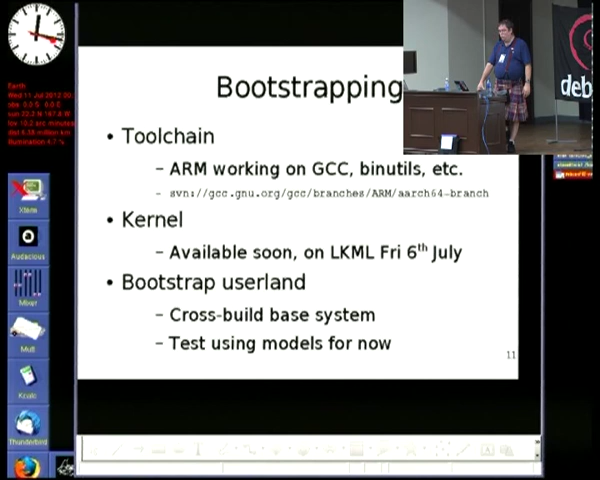 Bootstrapping
• Toolchain
– ARM working on GCC, binutils, etc.
– svn://gcc.gnu.org/gcc/branches/ARM/aarch64-branch
• Kernel
– Available soon, on LKML Fri 6th July
• Bootstrap userland
– Cross-build base system
– Test using models for now
11
Earth
Xterm
Audacious
Mixer
Mutt
Kcalc
Thunderbird
deb